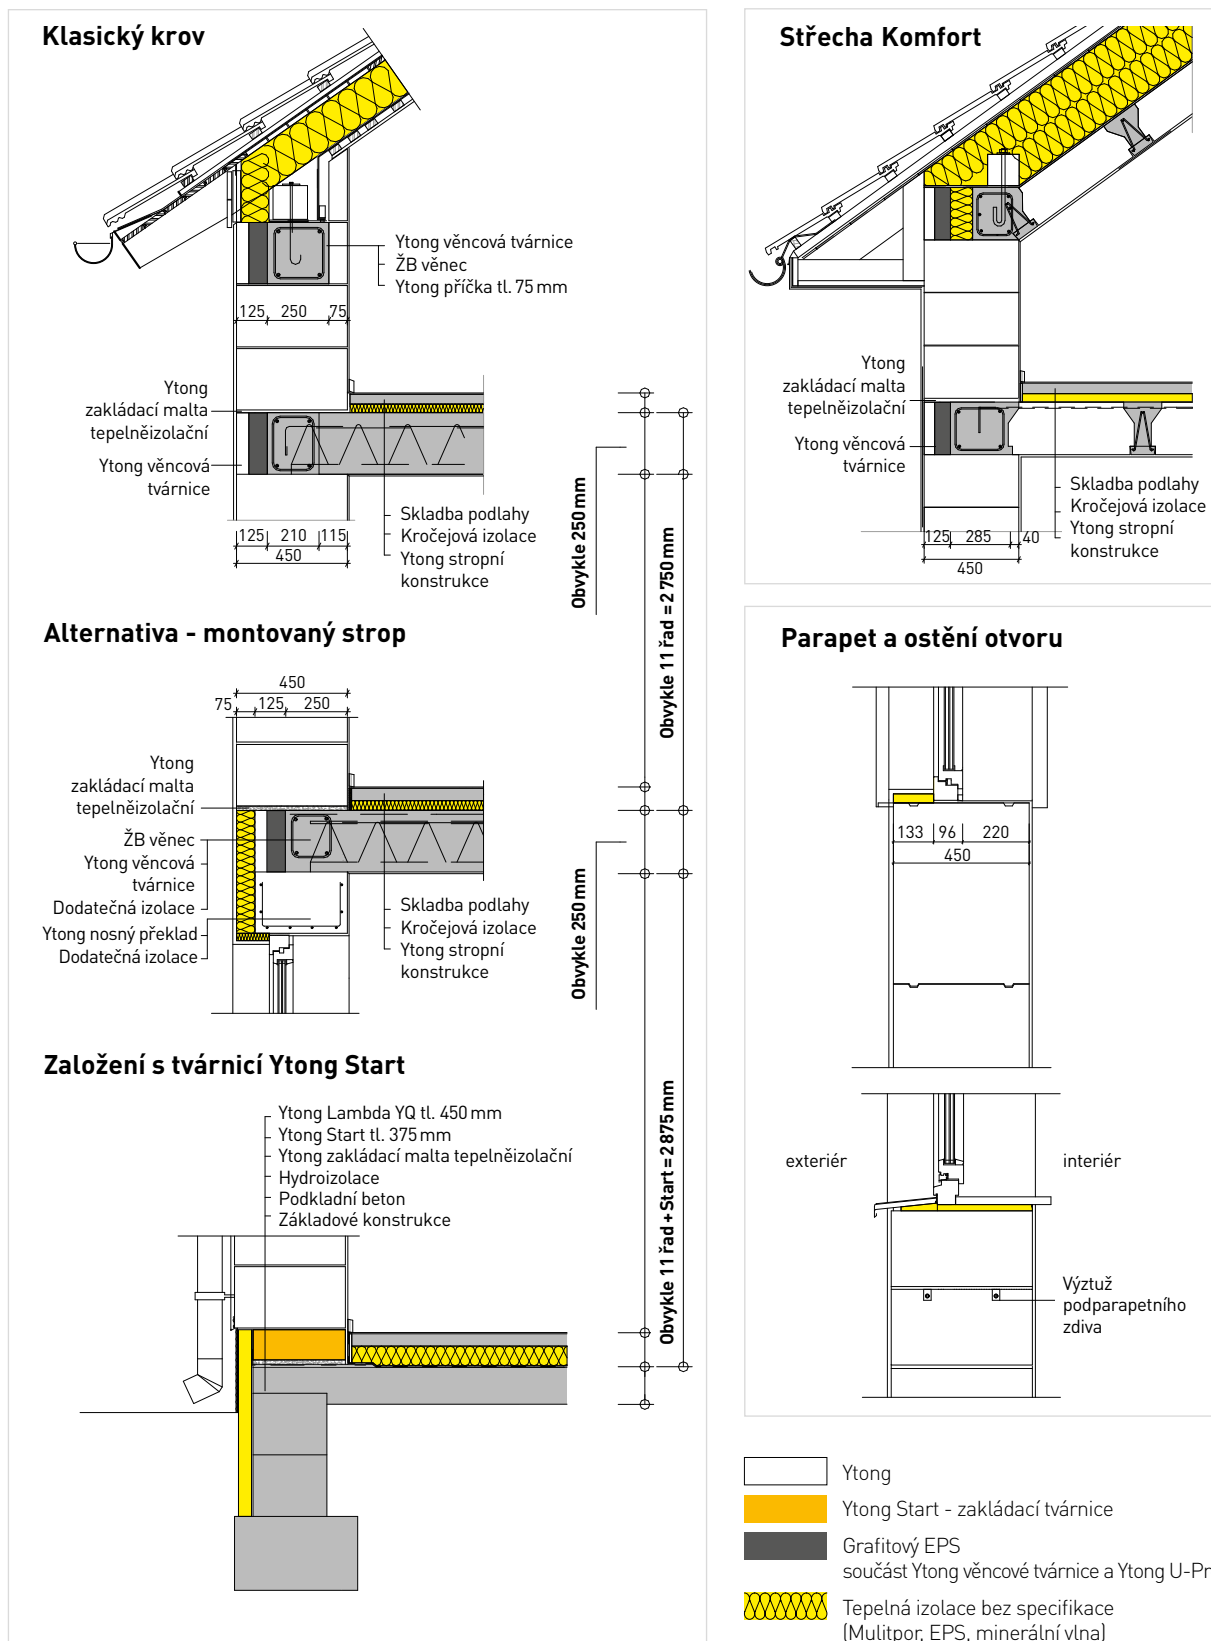 Klasický krov
Ytong věncová tvárnice
ŽB věnec
Ytong příčka tl. 75 mm
125 250 75
Ytong
zakládací malta
tepelněizolační
Ytong věncová
tvárnice
Skladba podlahy
Kročejová izolace
Ytong stropní
konstrukce
125 210 115
450
Obvykle 250 mm
Obvykle 11 řad = 2 750 mm
Alternativa - montovaný strop
450
75 125 250
Ytong
zakládací malta
tepelněizolační
ŽB věnec
Ytong věncová
tvárnice
Dodatečná izolace
Ytong nosný překlad
Dodatečná izolace
Skladba podlahy
Kročejová izolace
Ytong stropní
konstrukce
Obvykle 250 mm
Obvykle 11 řad + Start = 2 875 mm
Založení s tvárnicí Ytong Start
Ytong Lambda YQ tl. 450 mm
Ytong Start tl. 375 mm
Ytong zakládací malta tepelněizolační
Hydroizolace
Podkladní beton
Základové konstrukce
Střecha Komfort
Ytong
zakládací malta
tepelněizolační
Ytong věncová
tvárnice
Skladba podlahy
Kročejová izolace
Ytong stropní
konstrukce
125 285 40
450
Parapet a ostění otvoru
133 96 220
450
exteriér
interiér
Výztuž
podparapetního
zdiva
Ytong
Ytong Start - zakládací tvárnice
Grafitový EPS
součást Ytong věncové tvárnice a Ytong U-Pr
Tepelná izolace bez specifikace
(Mulitpor, EPS, minerální vlna)